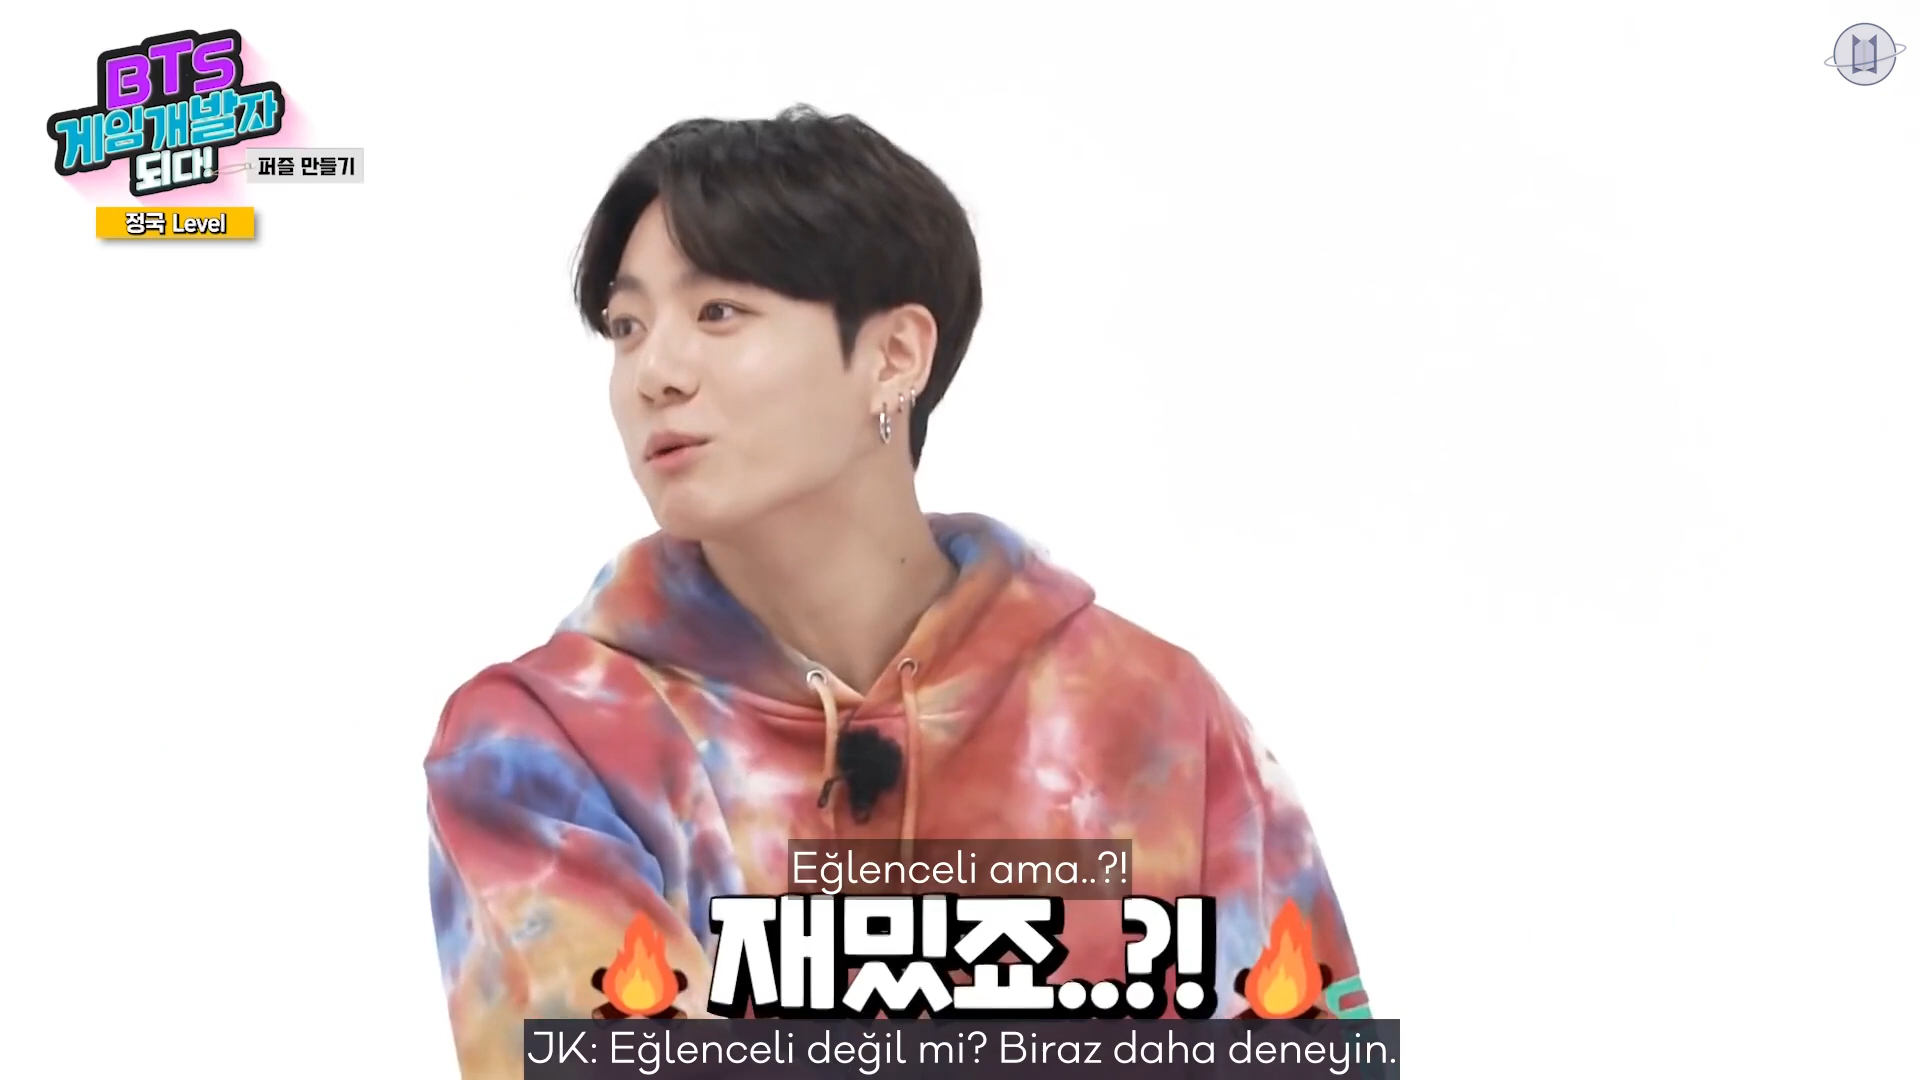 BTS
게임개발자
되다!
퍼즐 만들기
정국 Level
Eğlenceli ama..?!
재밌죠...?!
JK: Eğlenceli değil mi? Biraz daha deneyin.